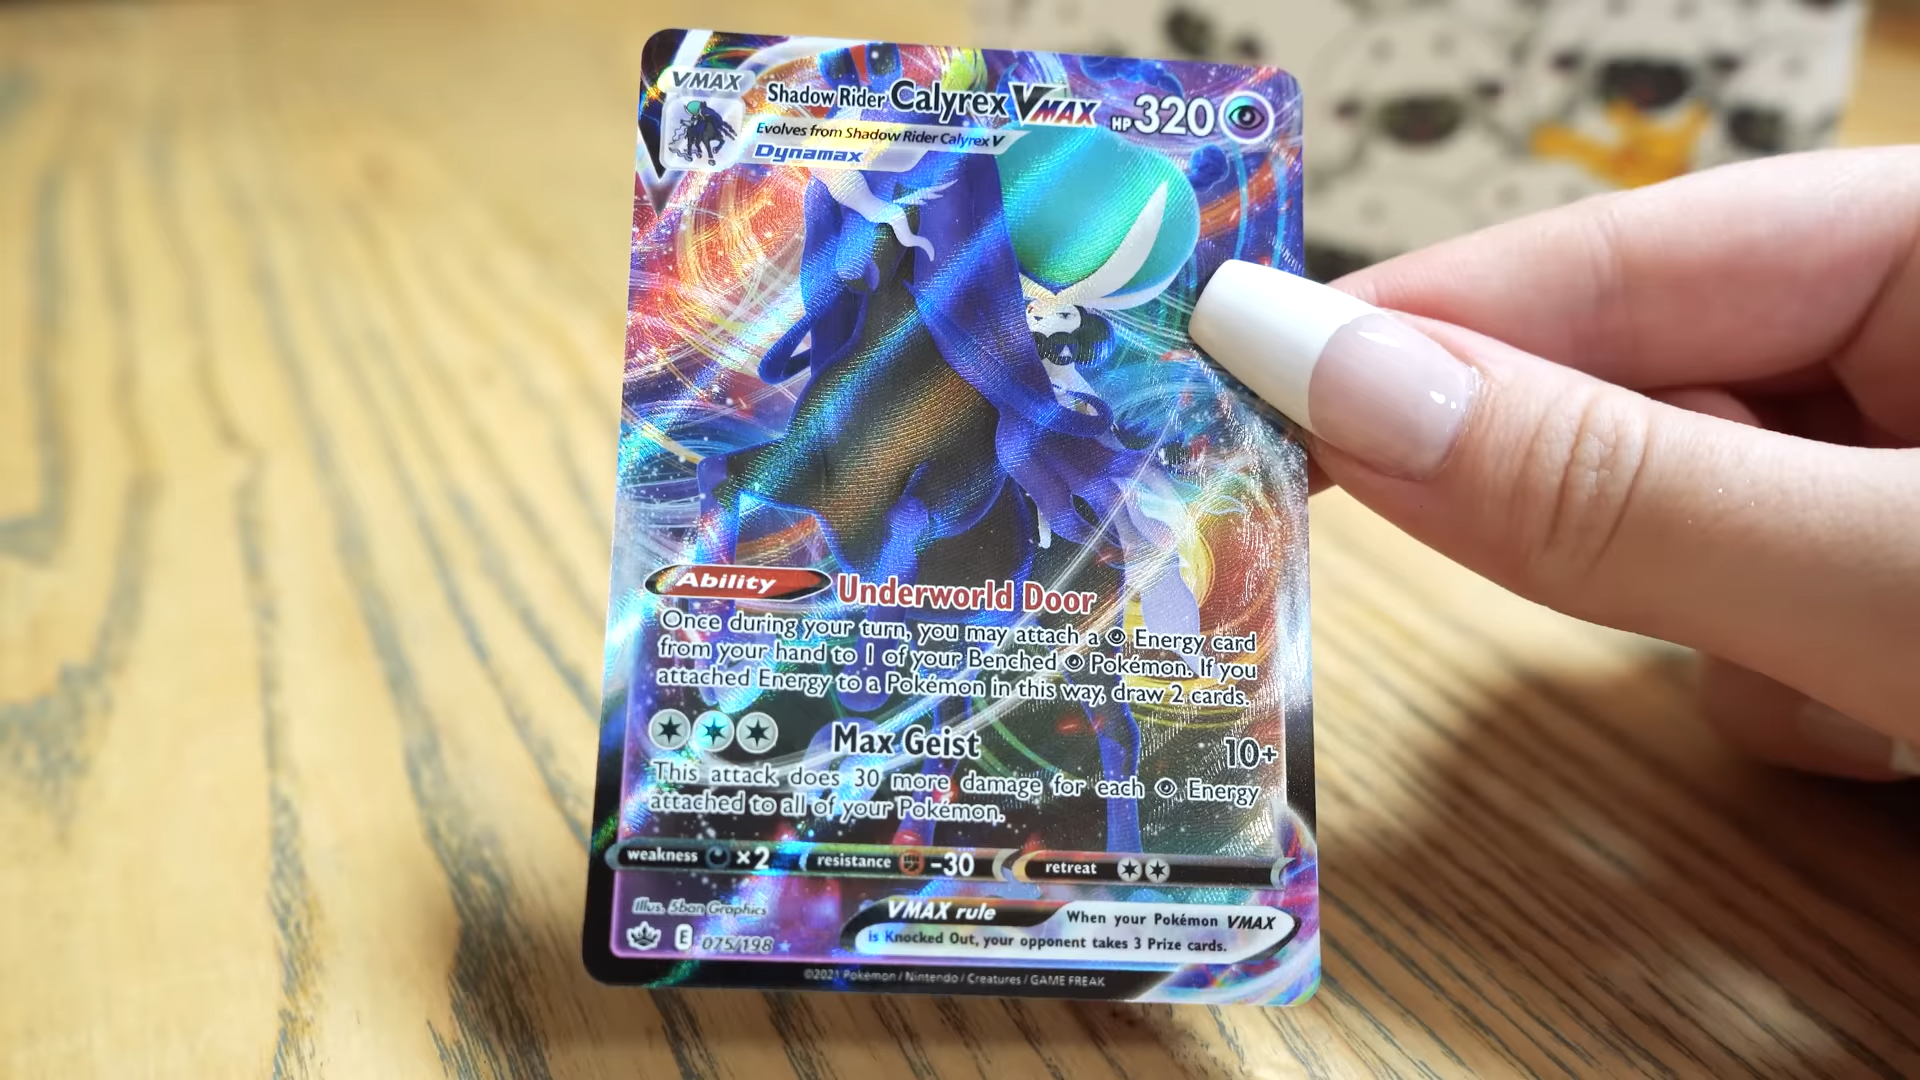 VMAX
Shadow Rider Calyrex VMAX HP 320
Evolves from Shadow Rider Calyrex V
Dynamax
Ability Underworld Door
Once during your turn, you may attach a Energy card
from your hand to 1 of your Benched Pokémon. If you
attached Energy to a Pokémon in this way, draw 2 cards.
Max Geist 10+
This attack does 30 more damage for each Energy
attached to all of your Pokémon.
weakness ×2 resistance -30 retreat
Illus. 5ban Graphics
E 075/198
VMAX rule When your Pokémon VMAX
is Knocked Out, your opponent takes 3 Prize cards.
©2021 Pokémon / Nintendo / Creatures / GAME FREAK